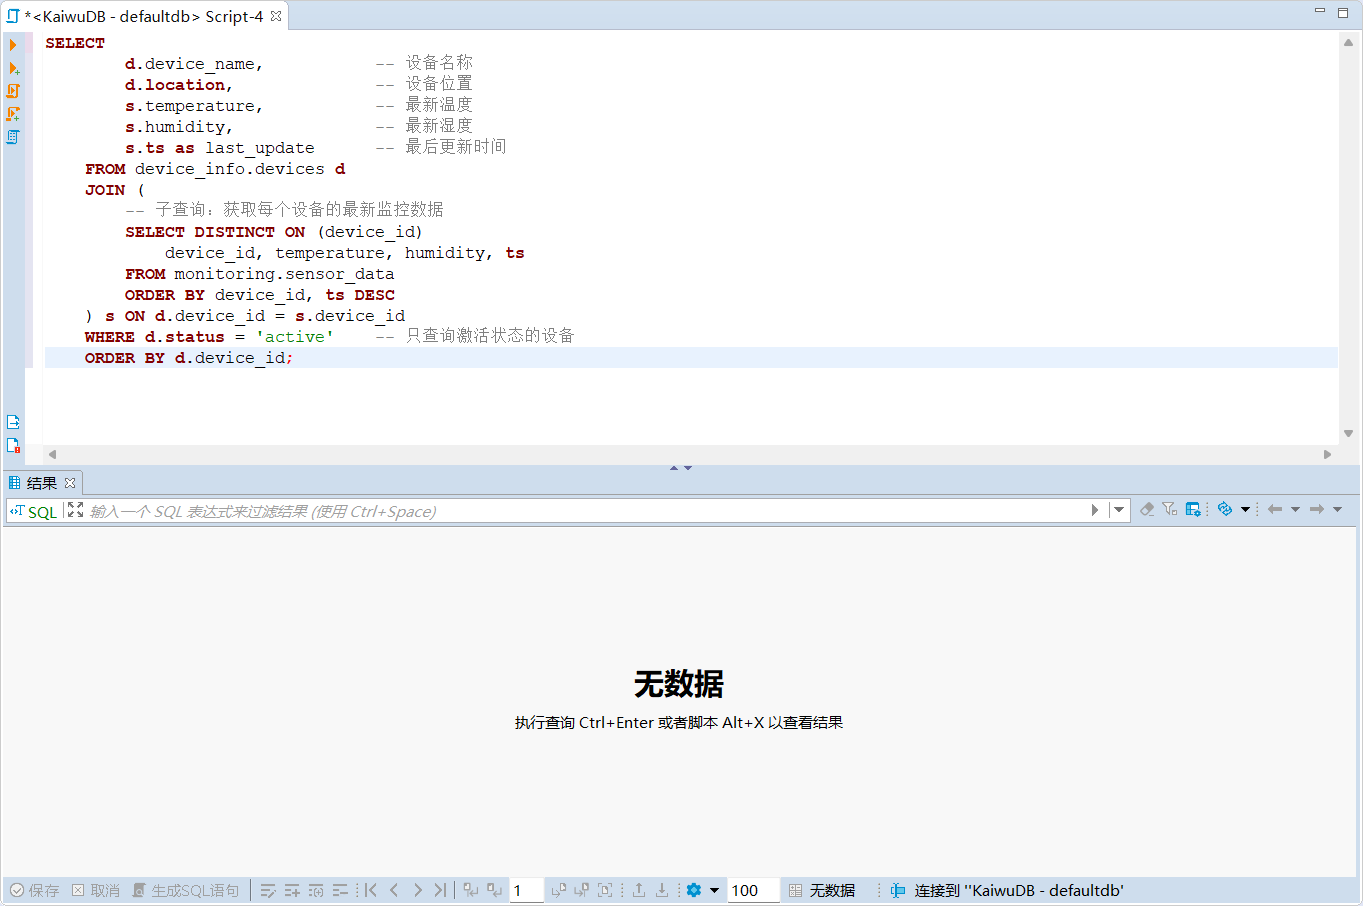 *<KaiwuDB - defaultdb> Script-4
SELECT
d.device_name, -- 设备名称
d.location, -- 设备位置
s.temperature, -- 最新温度
s.humidity, -- 最新湿度
s.ts as last_update -- 最后更新时间
FROM device_info.devices d
JOIN (
-- 子查询：获取每个设备的最新监控数据
SELECT DISTINCT ON (device_id)
device_id, temperature, humidity, ts
FROM monitoring.sensor_data
ORDER BY device_id, ts DESC
) s ON d.device_id = s.device_id
WHERE d.status = 'active' -- 只查询激活状态的设备
ORDER BY d.device_id;
结果
SQL 输入一个 SQL 表达式来过滤结果 (使用 Ctrl+Space)
无数据
执行查询 Ctrl+Enter 或者脚本 Alt+X 以查看结果
保存 取消 生成SQL语句 1 100 无数据 连接到 ''KaiwuDB - defaultdb'